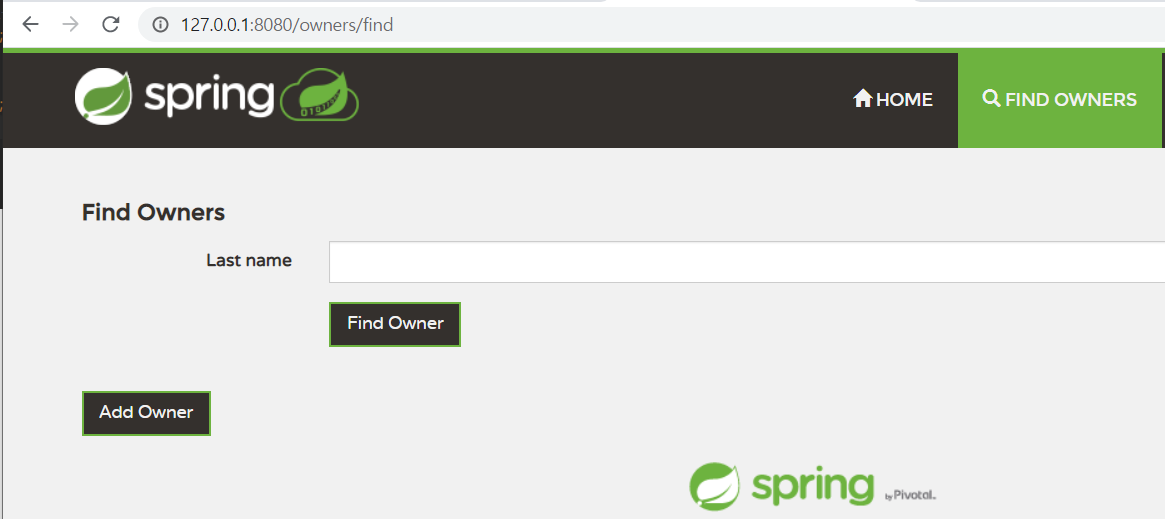 127.0.0.1:8080/owners/find
spring
HOME
FIND OWNERS
Find Owners
Last name
Find Owner
Add Owner
spring by Pivotal